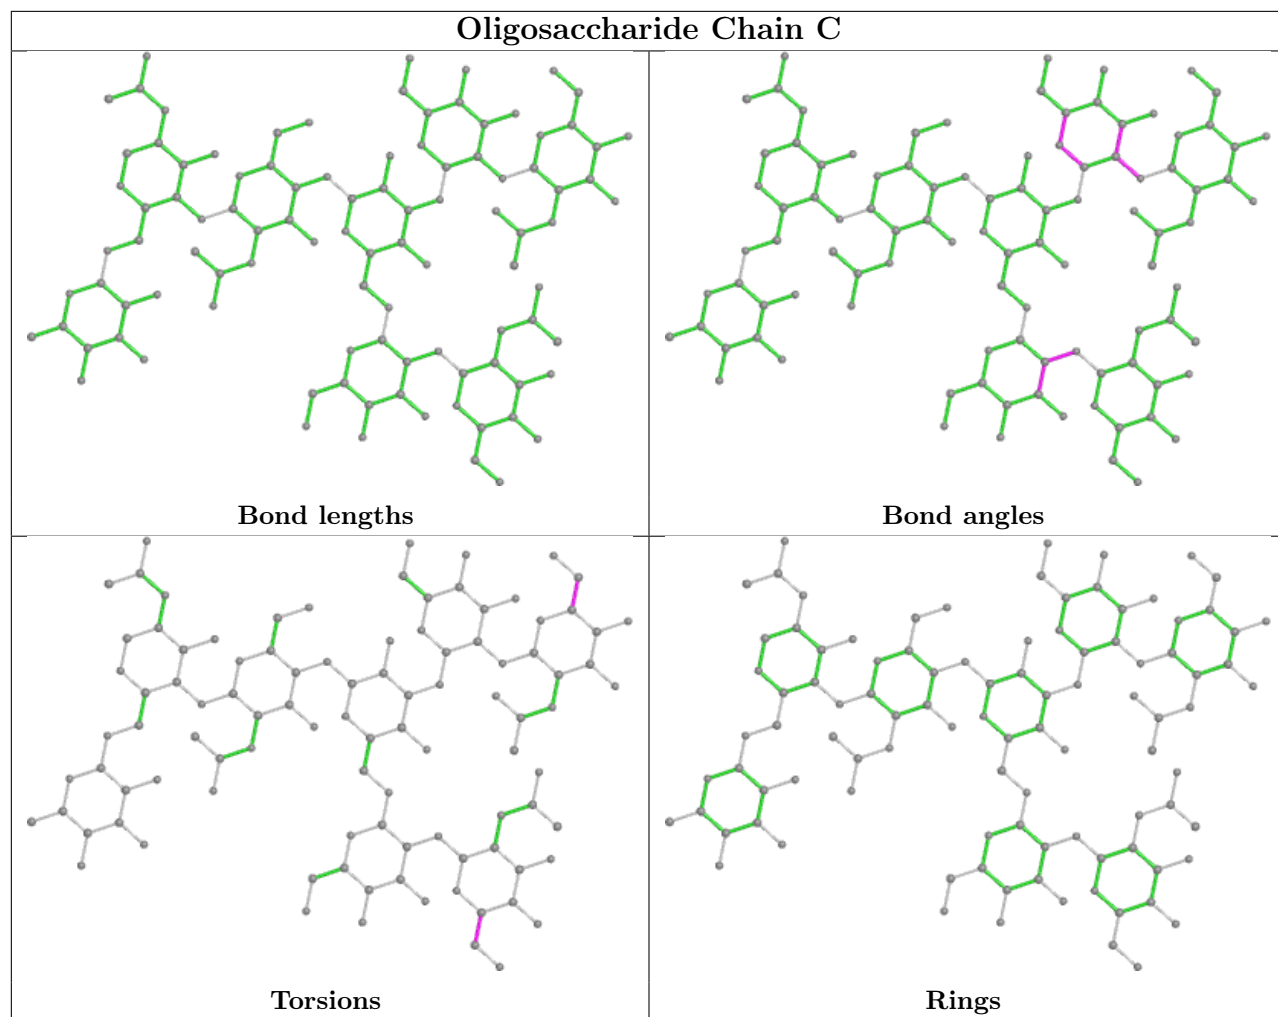 Oligosaccharide Chain C
Bond lengths
Bond angles
Torsions
Rings